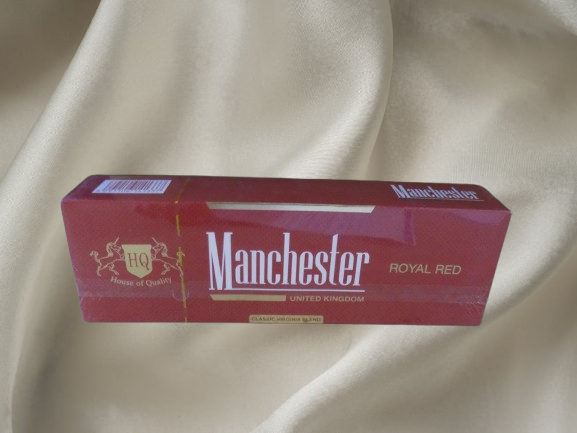 Manchester
HQ
House of Quality
Manchester
UNITED KINGDOM
ROYAL RED
CLASSIC VIRGINIA BLEND